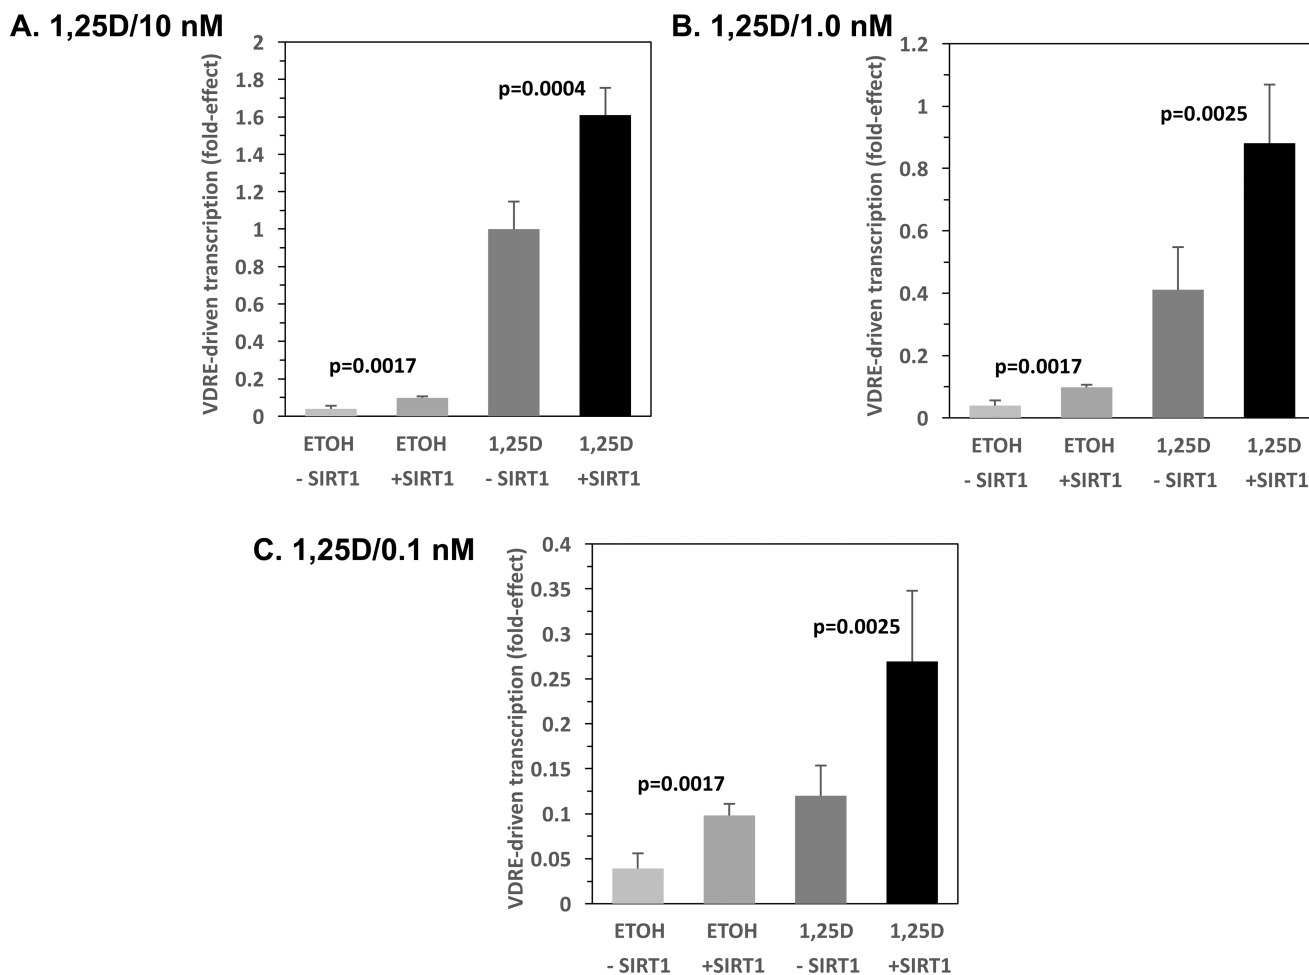 A. 1,25D/10 nM
VDRE-driven transcription (fold-effect)
2
1.8
1.6
1.4
1.2
1
0.8
0.6
0.4
0.2
0
p=0.0017
p=0.0004
ETOH ETOH 1,25D 1,25D
- SIRT1 +SIRT1 - SIRT1 +SIRT1
B. 1,25D/1.0 nM
VDRE-driven transcription (fold-effect)
1.2
1
0.8
0.6
0.4
0.2
0
p=0.0017
p=0.0025
ETOH ETOH 1,25D 1,25D
- SIRT1 +SIRT1 - SIRT1 +SIRT1
C. 1,25D/0.1 nM
VDRE-driven transcription (fold-effect)
0.4
0.35
0.3
0.25
0.2
0.15
0.1
0.05
0
p=0.0017
p=0.0025
ETOH ETOH 1,25D 1,25D
- SIRT1 +SIRT1 - SIRT1 +SIRT1